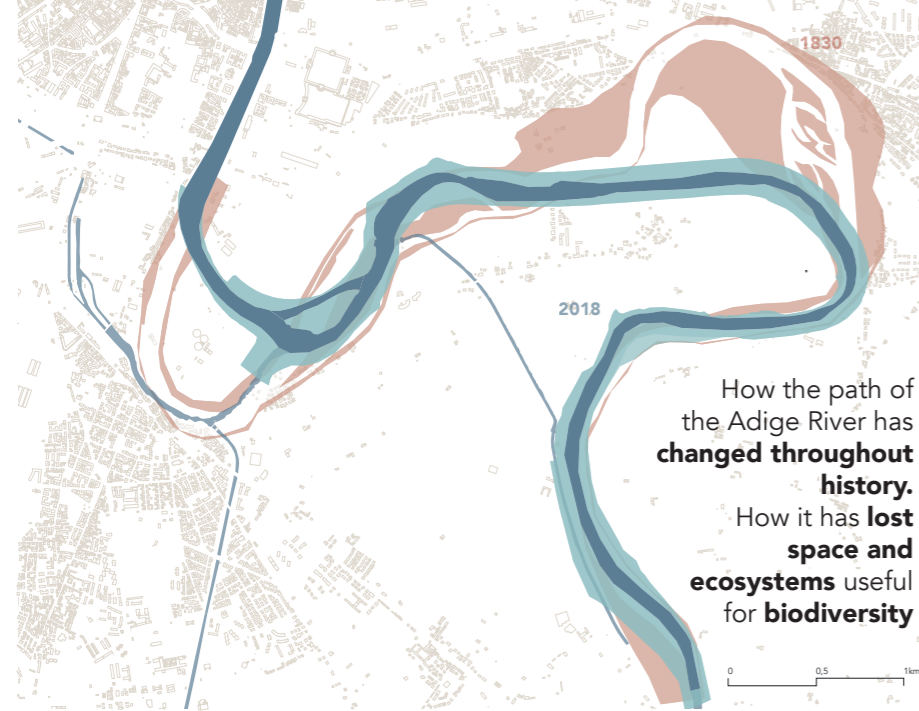 1830
2018
How the path of
the Adige River has
changed throughout
history.
How it has lost
space and
ecosystems useful
for biodiversity
0 0,5 1km